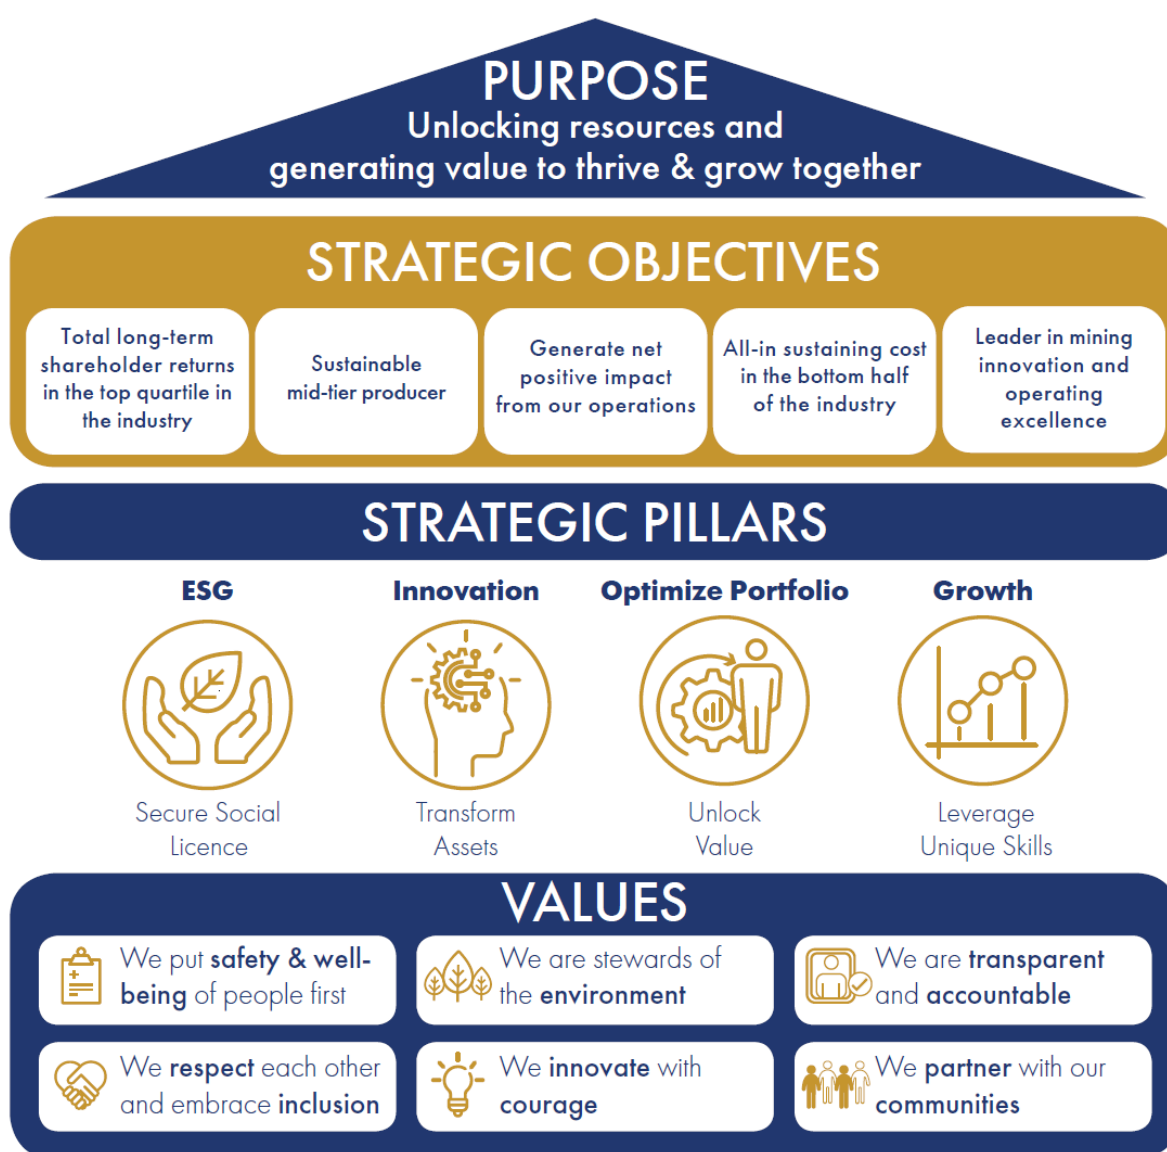 PURPOSE
Unlocking resources and
generating value to thrive & grow together
STRATEGIC OBJECTIVES
Total long-term
shareholder returns
in the top quartile in
the industry
Sustainable
mid-tier producer
Generate net
positive impact
from our operations
All-in sustaining cost
in the bottom half
of the industry
Leader in mining
innovation and
operating
excellence
STRATEGIC PILLARS
ESG
Secure Social
Licence
Innovation
Transform
Assets
Optimize Portfolio
Unlock
Value
Growth
Leverage
Unique Skills
VALUES
We put safety & well-
being of people first
We are stewards of
the environment
We are transparent
and accountable
We respect each other
and embrace inclusion
We innovate with
courage
We partner with our
communities